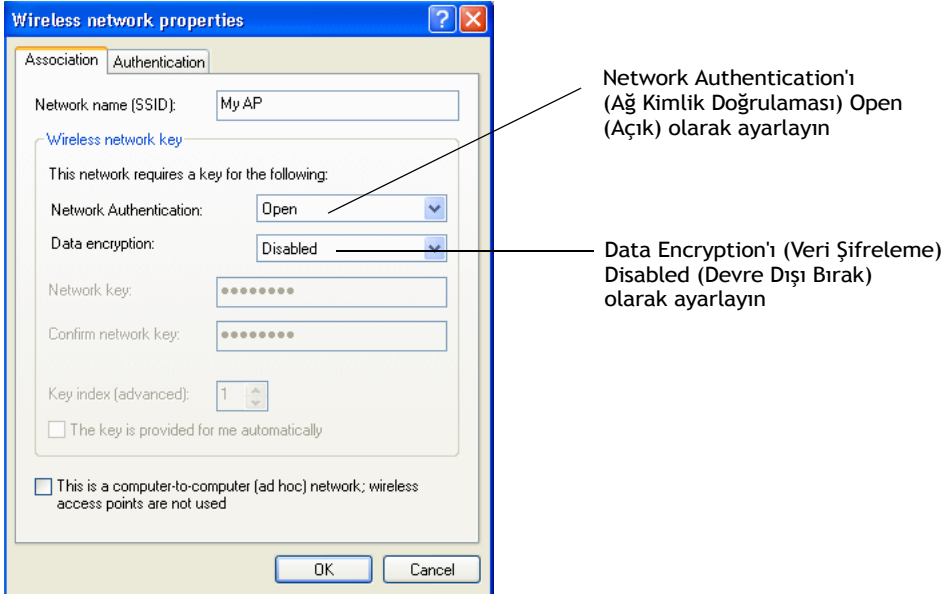 Wireless network properties
Association
Authentication
Network name (SSID):
My AP
Wireless network key
This network requires a key for the following:
Network Authentication:
Open
Data encryption:
Disabled
Network key:
••••••••
Confirm network key:
••••••••
Key index (advanced):
1
The key is provided for me automatically
This is a computer-to-computer (ad hoc) network; wireless
access points are not used
OK
Cancel
Network Authentication'ı
(Ağ Kimlik Doğrulaması) Open
(Açık) olarak ayarlayın
Data Encryption'ı (Veri Şifreleme)
Disabled (Devre Dışı Bırak)
olarak ayarlayın